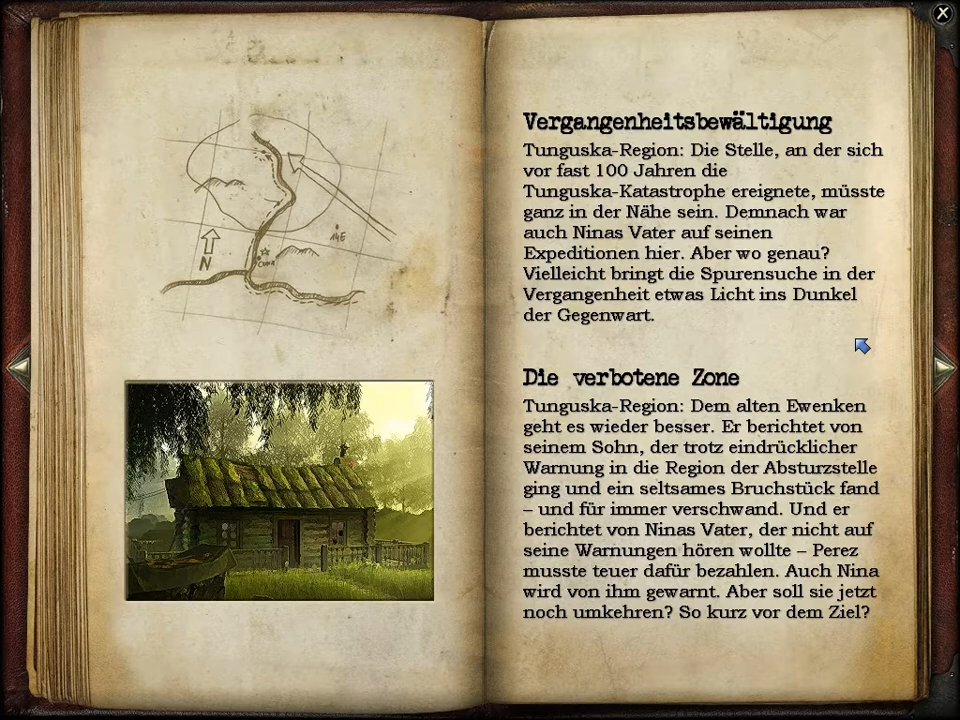 N
Vergangenheitsbewältigung
Tunguska-Region: Die Stelle, an der sich
vor fast 100 Jahren die
Tunguska-Katastrophe ereignete, müsste
ganz in der Nähe sein. Demnach war
auch Ninas Vater auf seinen
Expeditionen hier. Aber wo genau?
Vielleicht bringt die Spurensuche in der
Vergangenheit etwas Licht ins Dunkel
der Gegenwart.
Die verbotene Zone
Tunguska-Region: Dem alten Ewenken
geht es wieder besser. Er berichtet von
seinem Sohn, der trotz eindrücklicher
Warnung in die Region der Absturzstelle
ging und ein seltsames Bruchstück fand
– und für immer verschwand. Und er
berichtet von Ninas Vater, der nicht auf
seine Warnungen hören wollte – Perez
musste teuer dafür bezahlen. Auch Nina
wird von ihm gewarnt. Aber soll sie jetzt
noch umkehren? So kurz vor dem Ziel?